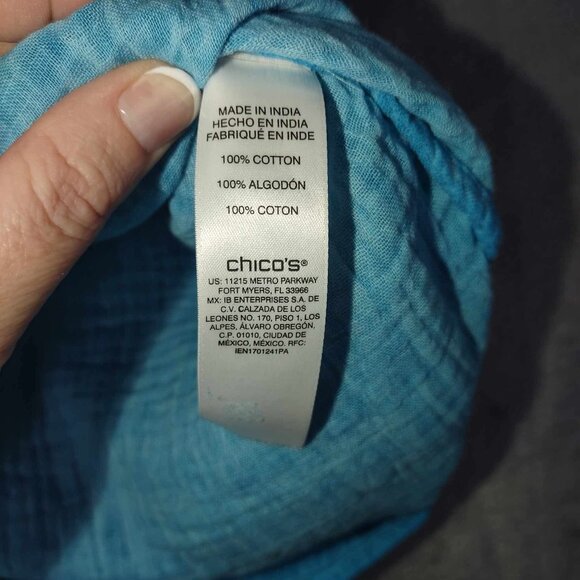 MADE IN INDIA
HECHO EN INDIA
FABRIQUÉ EN INDE
100% COTTON
100% ALGODÓN
100% COTON
chico's®
US: 11215 METRO PARKWAY
FORT MYERS, FL 33966
MX: IB ENTERPRISES S.A. DE
C.V. CALZADA DE LOS
LEONES NO. 170, PISO 1, LOS
ALPES, ÁLVARO OBREGÓN,
C.P. 01010, CIUDAD DE
MÉXICO, MÉXICO. RFC:
IEN1701241PA